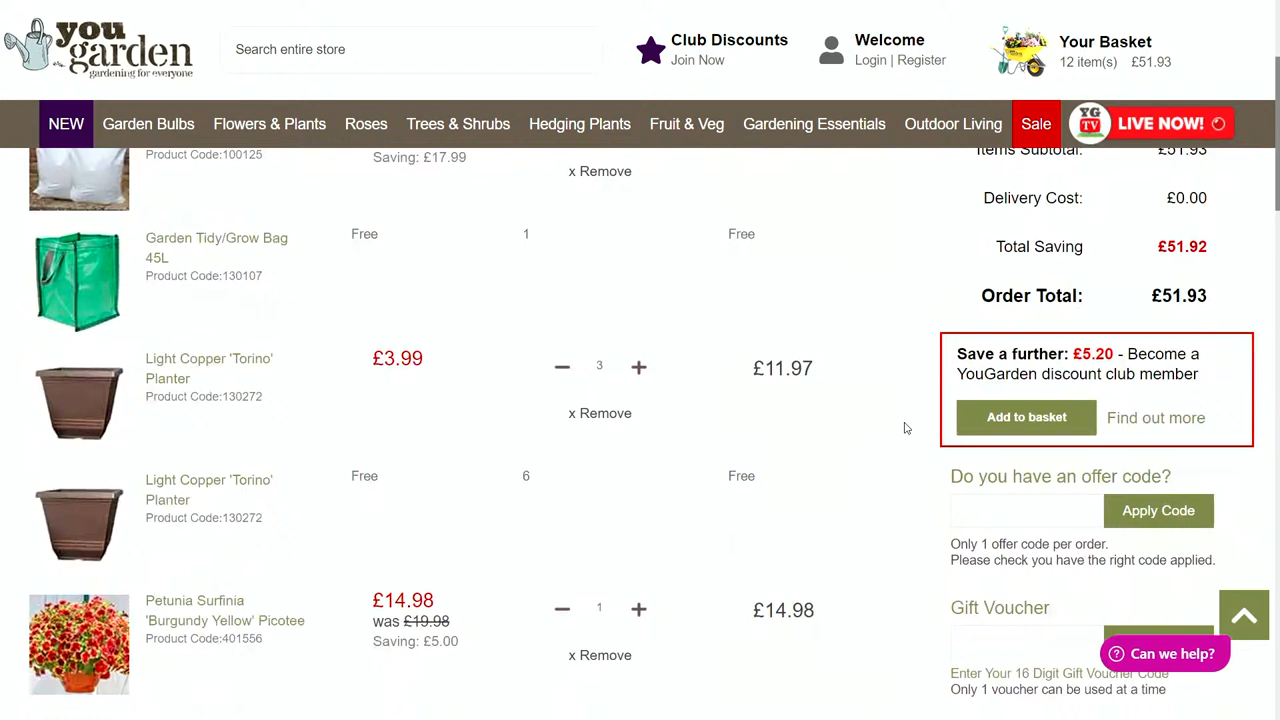 you
garden
gardening for everyone
Search entire store
Club Discounts
Join Now
Welcome
Login | Register
Your Basket
12 item(s) £51.93
NEW Garden Bulbs Flowers & Plants Roses Trees & Shrubs Hedging Plants Fruit & Veg Gardening Essentials Outdoor Living Sale YG TV LIVE NOW!
Product Code:100125
Saving: £17.99
x Remove
Garden Tidy/Grow Bag
45L
Product Code:130107
Free
1
Free
Light Copper 'Torino'
Planter
Product Code:130272
£3.99
3
£11.97
x Remove
Light Copper 'Torino'
Planter
Product Code:130272
Free
6
Free
Petunia Surfinia
'Burgundy Yellow' Picotee
Product Code:401556
£14.98
was £19.98
Saving: £5.00
1
£14.98
x Remove
Items Subtotal: £51.93
Delivery Cost: £0.00
Total Saving £51.92
Order Total: £51.93
Save a further: £5.20 - Become a
YouGarden discount club member
Add to basket Find out more
Do you have an offer code?
Apply Code
Only 1 offer code per order.
Please check you have the right code applied.
Gift Voucher
Can we help?
Enter Your 16 Digit Gift Voucher Code
Only 1 voucher can be used at a time